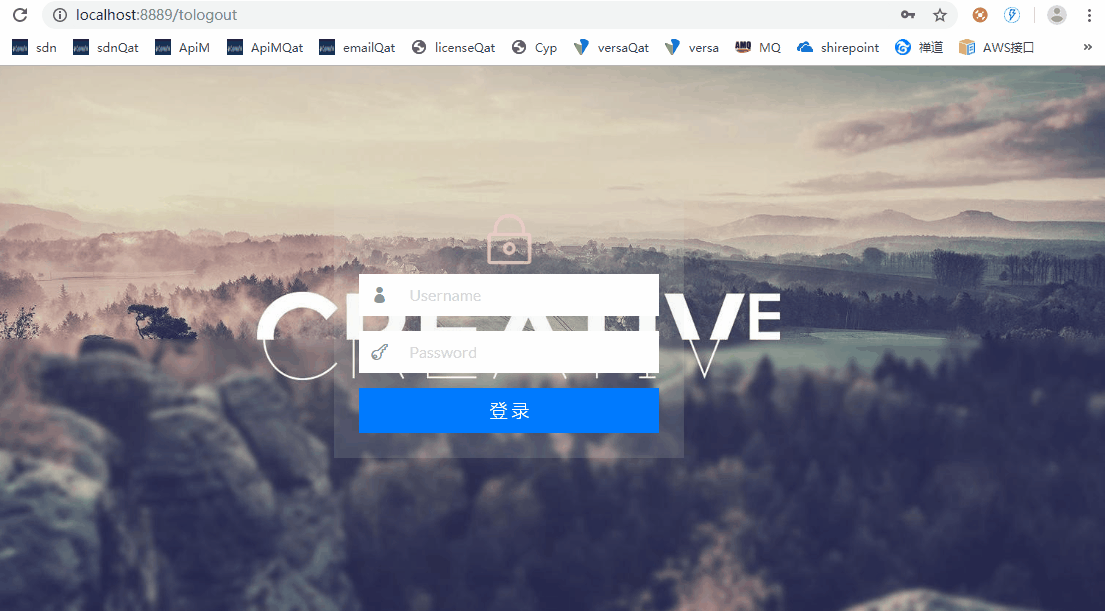 localhost:8889/tologout
sdn sdnQat ApiM ApiMQat emailQat licenseQat Cyp versaQat versa AMQ MQ shirepoint 禅道 AWS接口 »
Username
CREATIVE
Password
登录